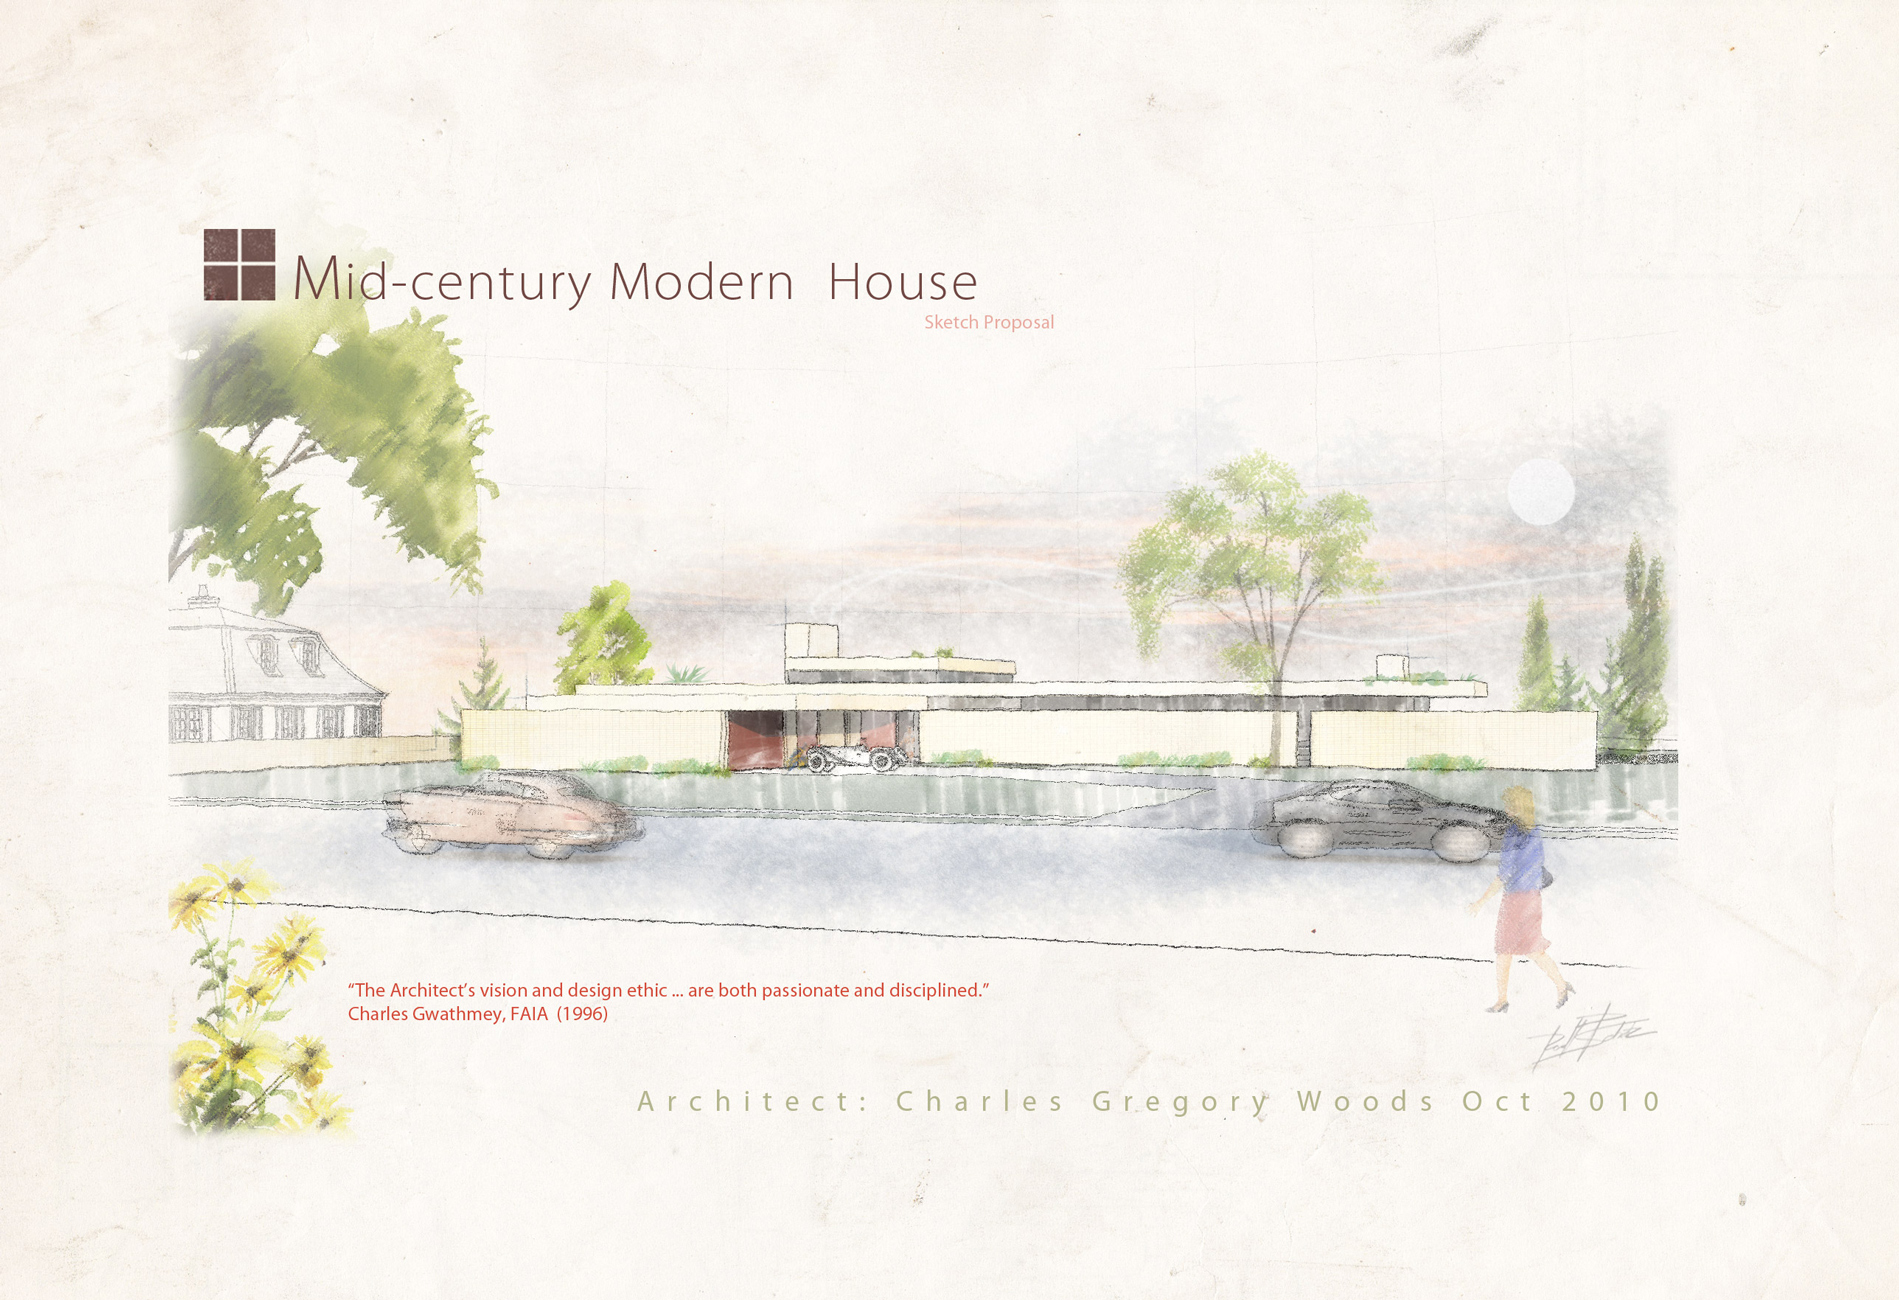 Mid-century Modern House
Sketch Proposal
“The Architect’s vision and design ethic ... are both passionate and disciplined.”
Charles Gwathmey, FAIA (1996)
Architect: Charles Gregory Woods Oct 2010